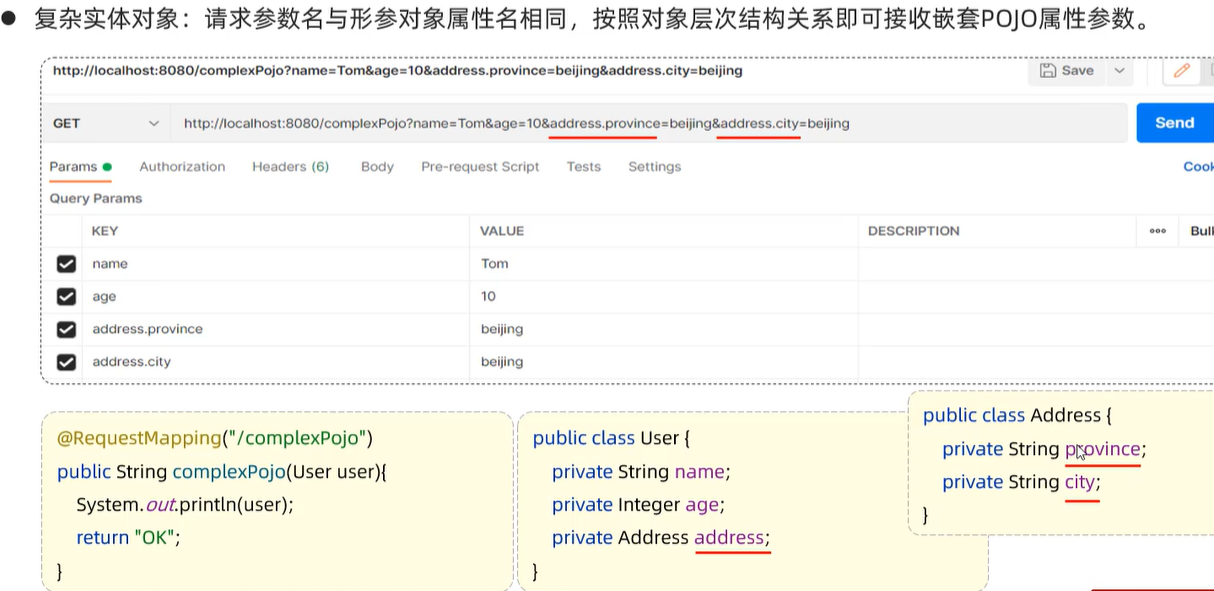 ● 复杂实体对象：请求参数名与形参对象属性名相同，按照对象层次结构关系即可接收嵌套POJO属性参数。
http://localhost:8080/complexPojo?name=Tom&age=10&address.province=beijing&address.city=beijing
Save
GET
http://localhost:8080/complexPojo?name=Tom&age=10&address.province=beijing&address.city=beijing
Send
Params Authorization Headers (6) Body Pre-request Script Tests Settings
Query Params
KEY VALUE DESCRIPTION
name Tom
age 10
address.province beijing
address.city beijing
@RequestMapping("/complexPojo")
public String complexPojo(User user){
System.out.println(user);
return "OK";
}
public class User {
private String name;
private Integer age;
private Address address;
}
public class Address {
private String province;
private String city;
}